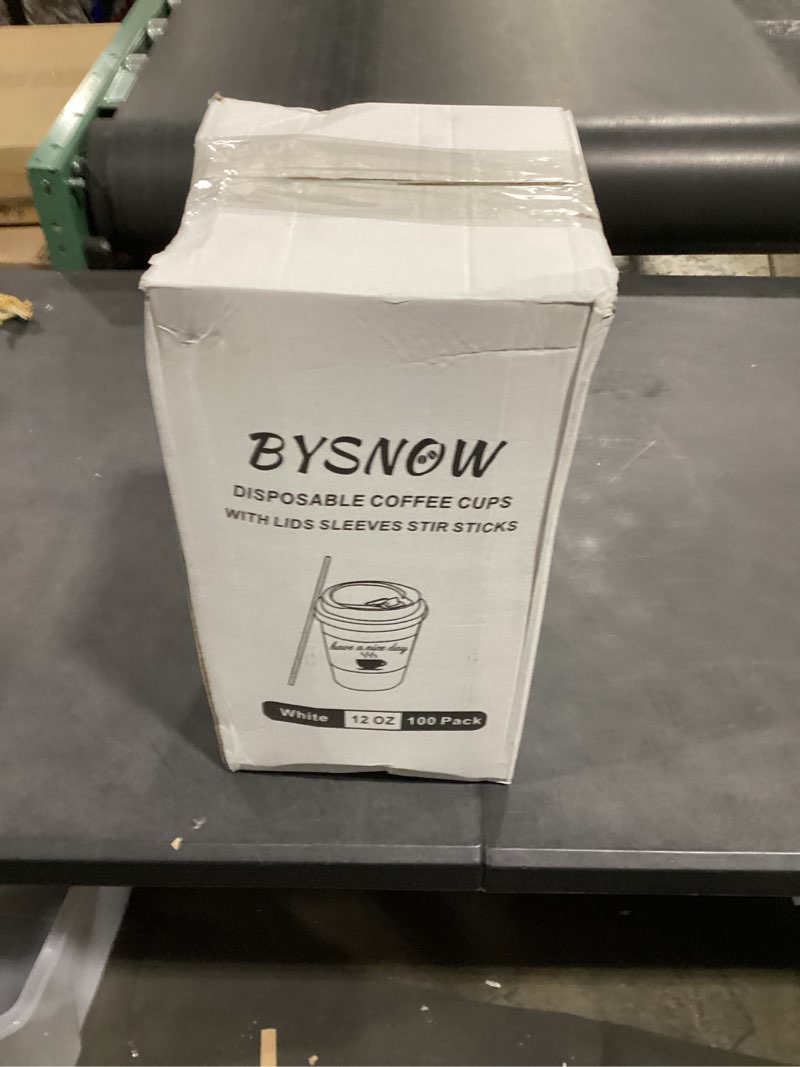 BYSNOW
DISPOSABLE COFFEE CUPS
WITH LIDS SLEEVES STIR STICKS
have a nice day
White 12 OZ 100 Pack